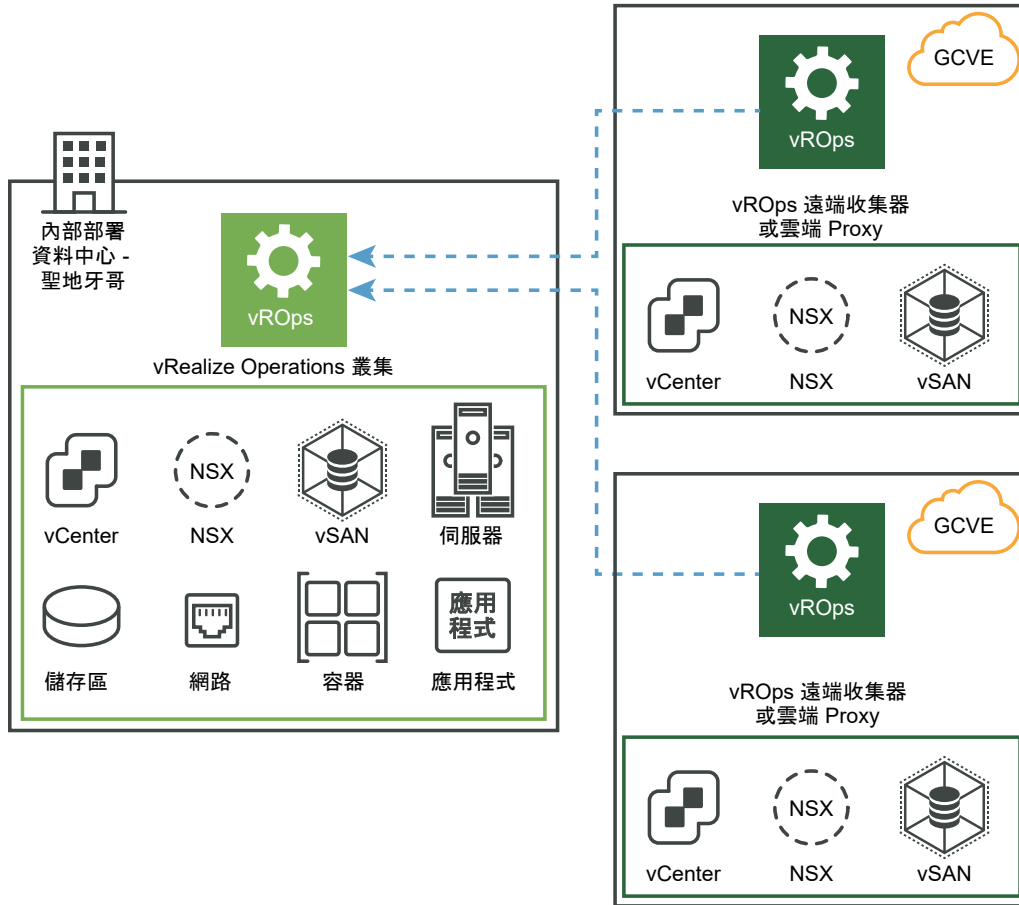 內部部署
資料中心 -
聖地牙哥
vROps
vRealize Operations 叢集
vCenter
NSX
NSX
vSAN
伺服器
儲存區
網路
容器
應用
程式
應用程式
GCVE
vROps
vROps 遠端收集器
或雲端 Proxy
vCenter
NSX
NSX
vSAN
GCVE
vROps
vROps 遠端收集器
或雲端 Proxy
vCenter
NSX
NSX
vSAN